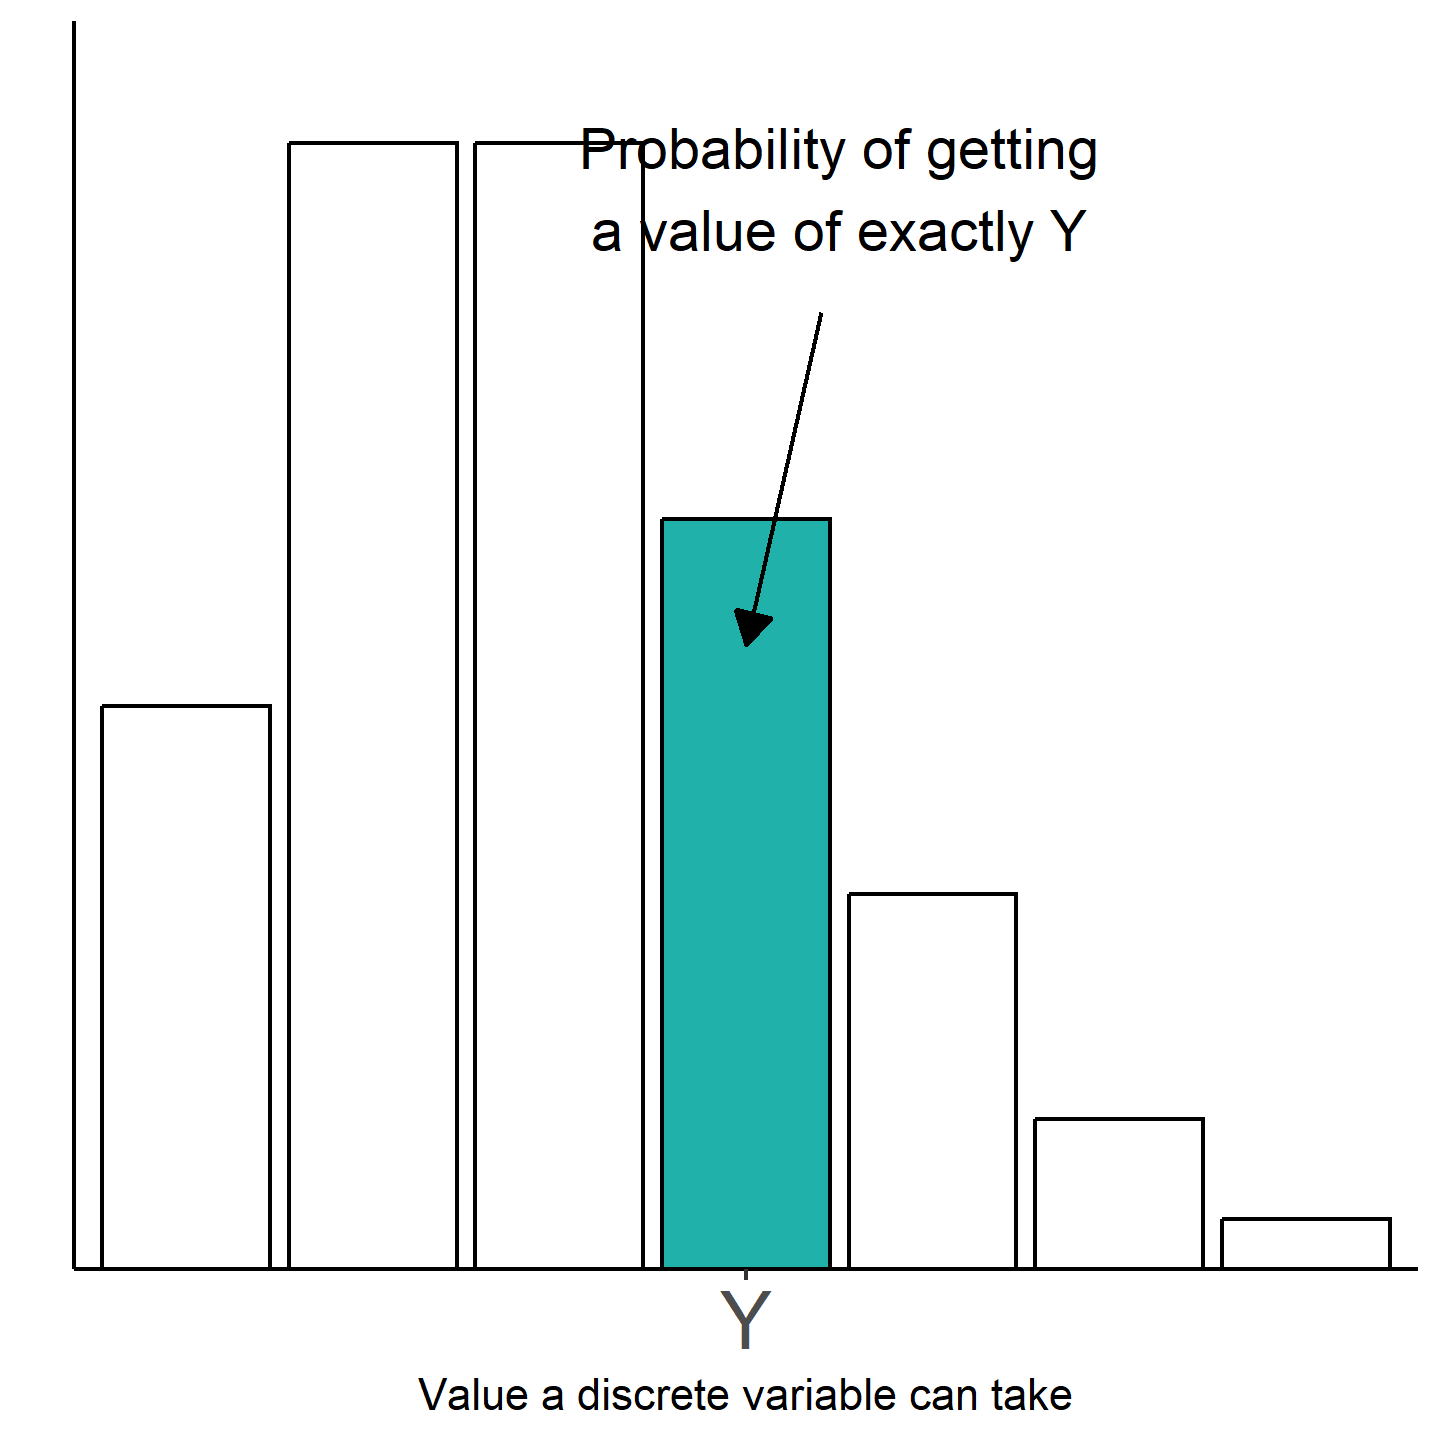 Probability of getting
a value of exactly Y
Y
Value a discrete variable can take